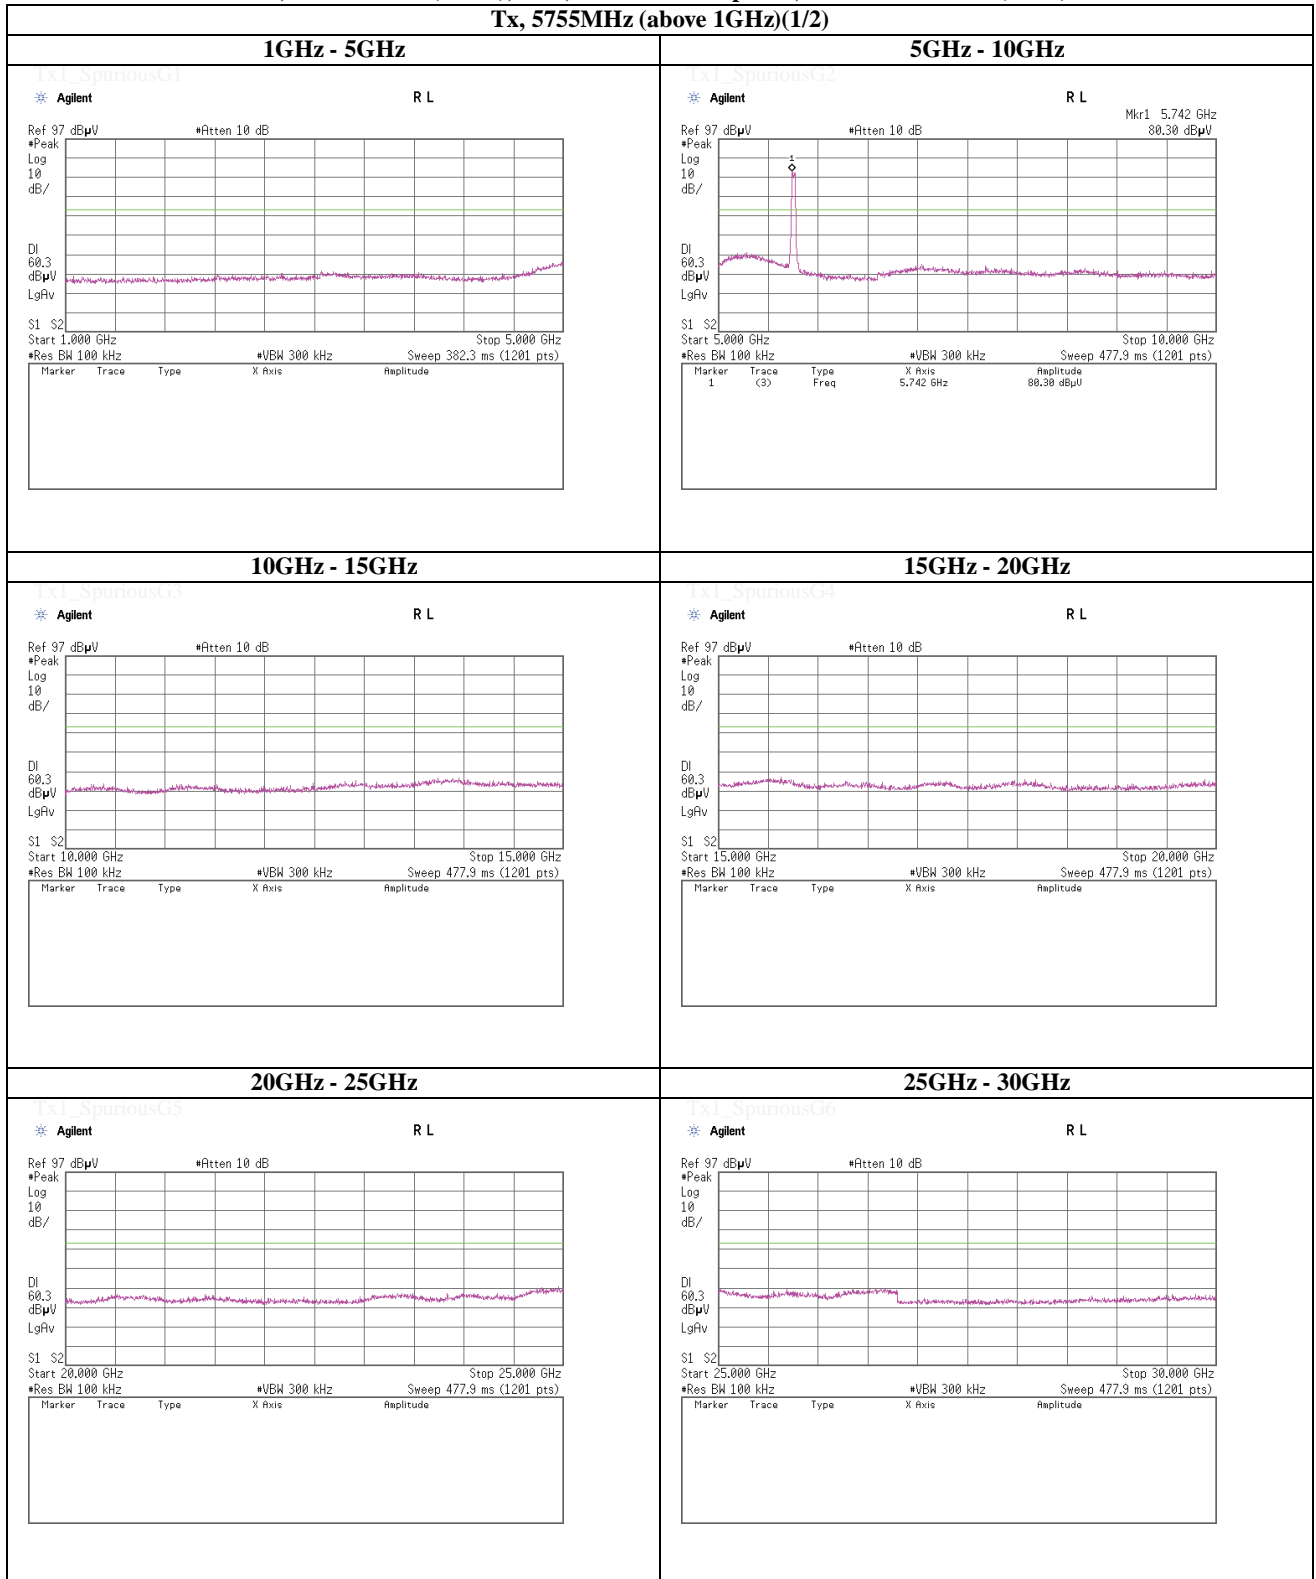 Tx, 5755MHz (above 1GHz)(1/2)
1GHz - 5GHz
5GHz - 10GHz
Tx1_SpuriousG1
Agilent
R L
Ref 97 dBµV
#Atten 10 dB
#Peak
Log
10
dB/
DI
60.3
dBµV
LgAv
S1 S2
Start 1.000 GHz
Stop 5.000 GHz
#Res BW 100 kHz
#VBW 300 kHz
Sweep 382.3 ms (1201 pts)
Marker Trace Type X Axis Amplitude
Tx1_SpuriousG2
Agilent
R L
Mkr1 5.742 GHz
Ref 97 dBµV
#Atten 10 dB
80.30 dBµV
#Peak
Log
10
dB/
1
DI
60.3
dBµV
LgAv
S1 S2
Start 5.000 GHz
Stop 10.000 GHz
#Res BW 100 kHz
#VBW 300 kHz
Sweep 477.9 ms (1201 pts)
Marker Trace Type X Axis Amplitude
1 (3) Freq 5.742 GHz 80.30 dBµV
10GHz - 15GHz
15GHz - 20GHz
Tx1_SpuriousG3
Agilent
R L
Ref 97 dBµV
#Atten 10 dB
#Peak
Log
10
dB/
DI
60.3
dBµV
LgAv
S1 S2
Start 10.000 GHz
Stop 15.000 GHz
#Res BW 100 kHz
#VBW 300 kHz
Sweep 477.9 ms (1201 pts)
Marker Trace Type X Axis Amplitude
Tx1_SpuriousG4
Agilent
R L
Ref 97 dBµV
#Atten 10 dB
#Peak
Log
10
dB/
DI
60.3
dBµV
LgAv
S1 S2
Start 15.000 GHz
Stop 20.000 GHz
#Res BW 100 kHz
#VBW 300 kHz
Sweep 477.9 ms (1201 pts)
Marker Trace Type X Axis Amplitude
20GHz - 25GHz
25GHz - 30GHz
Tx1_SpuriousG5
Agilent
R L
Ref 97 dBµV
#Atten 10 dB
#Peak
Log
10
dB/
DI
60.3
dBµV
LgAv
S1 S2
Start 20.000 GHz
Stop 25.000 GHz
#Res BW 100 kHz
#VBW 300 kHz
Sweep 477.9 ms (1201 pts)
Marker Trace Type X Axis Amplitude
Tx1_SpuriousG6
Agilent
R L
Ref 97 dBµV
#Atten 10 dB
#Peak
Log
10
dB/
DI
60.3
dBµV
LgAv
S1 S2
Start 25.000 GHz
Stop 30.000 GHz
#Res BW 100 kHz
#VBW 300 kHz
Sweep 477.9 ms (1201 pts)
Marker Trace Type X Axis Amplitude